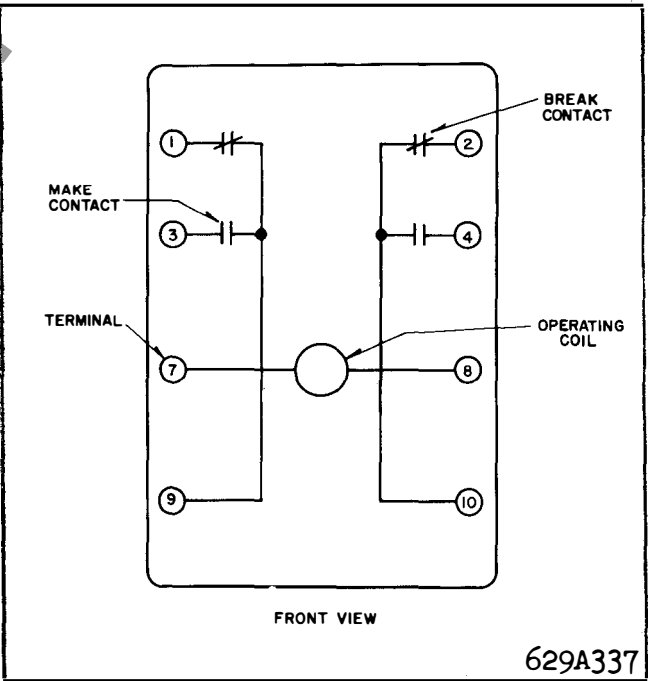 BREAK
CONTACT
1
2
MAKE
CONTACT
3
4
TERMINAL
OPERATING
COIL
7
8
9
10
FRONT VIEW
629A337